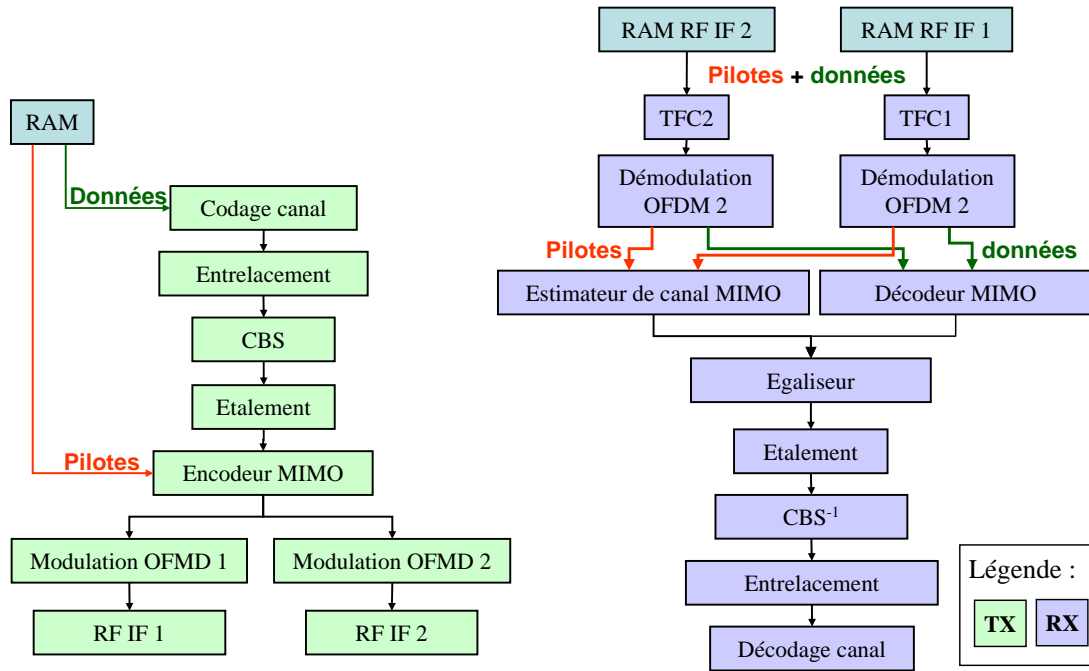 RAM
Données
Codage canal
Entrelacement
CBS
Etalement
Pilotes
Encodeur MIMO
Modulation OFMD 1
Modulation OFMD 2
RF IF 1
RF IF 2
RAM RF IF 2
RAM RF IF 1
Pilotes + données
TFC2
TFC1
Démodulation
OFDM 2
Démodulation
OFDM 2
Pilotes
données
Estimateur de canal MIMO
Décodeur MIMO
Egaliseur
Etalement
CBS-1
Entrelacement
Décodage canal
Légende :
TX
RX